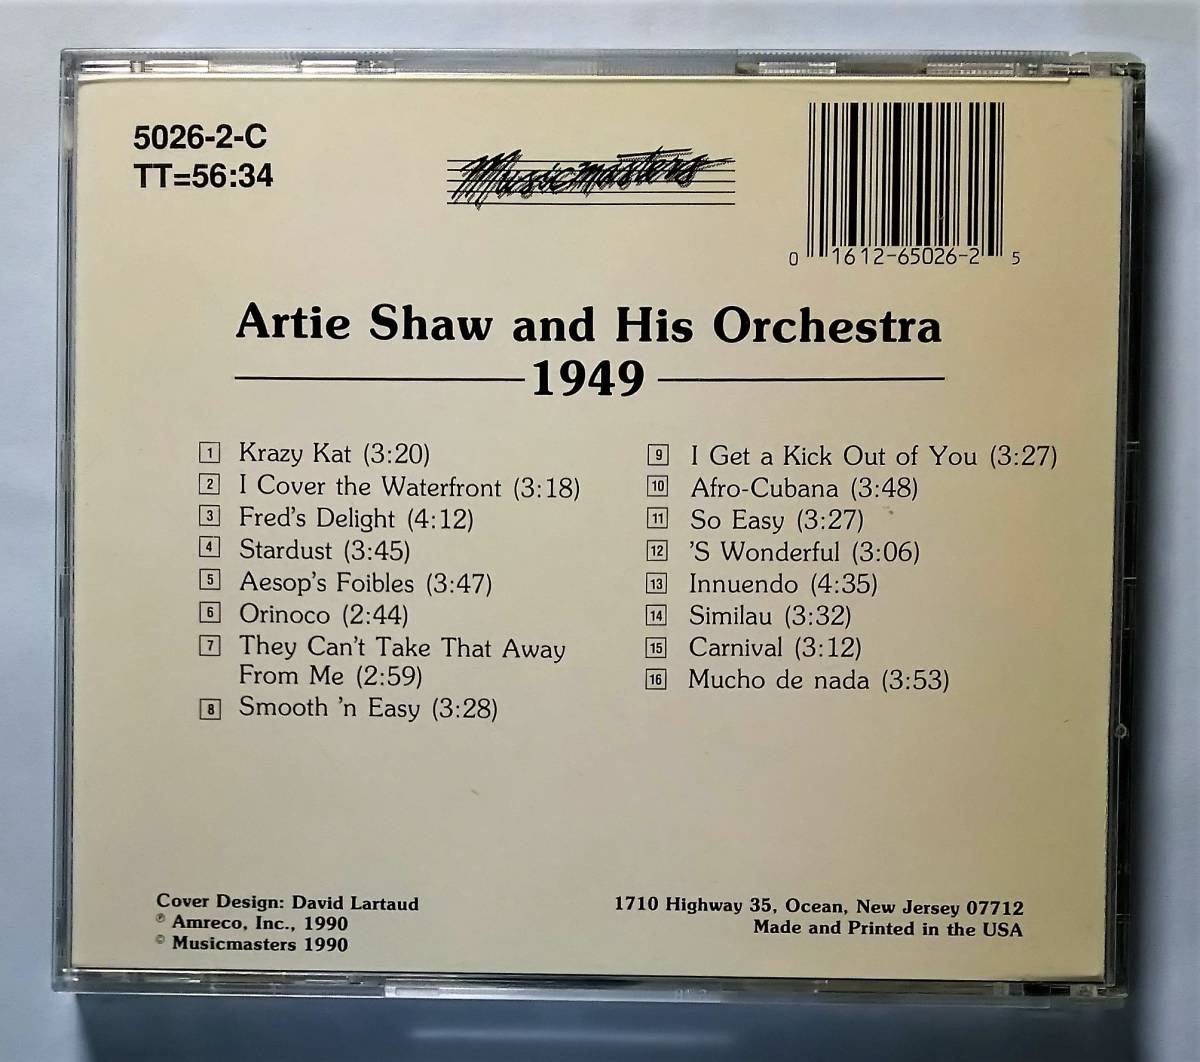 5026-2-C
TT=56:34
Musicmasters
0 16 12-65026-2 5
Artie Shaw and His Orchestra
1949
1 Krazy Kat (3:20)
2 I Cover the Waterfront (3:18)
3 Fred's Delight (4:12)
4 Stardust (3:45)
5 Aesop's Foibles (3:47)
6 Orinoco (2:44)
7 They Can't Take That Away
From Me (2:59)
8 Smooth 'n Easy (3:28)
9 I Get a Kick Out of You (3:27)
10 Afro-Cubana (3:48)
11 So Easy (3:27)
12 'S Wonderful (3:06)
13 Innuendo (4:35)
14 Similau (3:32)
15 Carnival (3:12)
16 Mucho de nada (3:53)
Cover Design: David Lartaud
℗ Amreco, Inc., 1990
© Musicmasters 1990
1710 Highway 35, Ocean, New Jersey 07712
Made and Printed in the USA